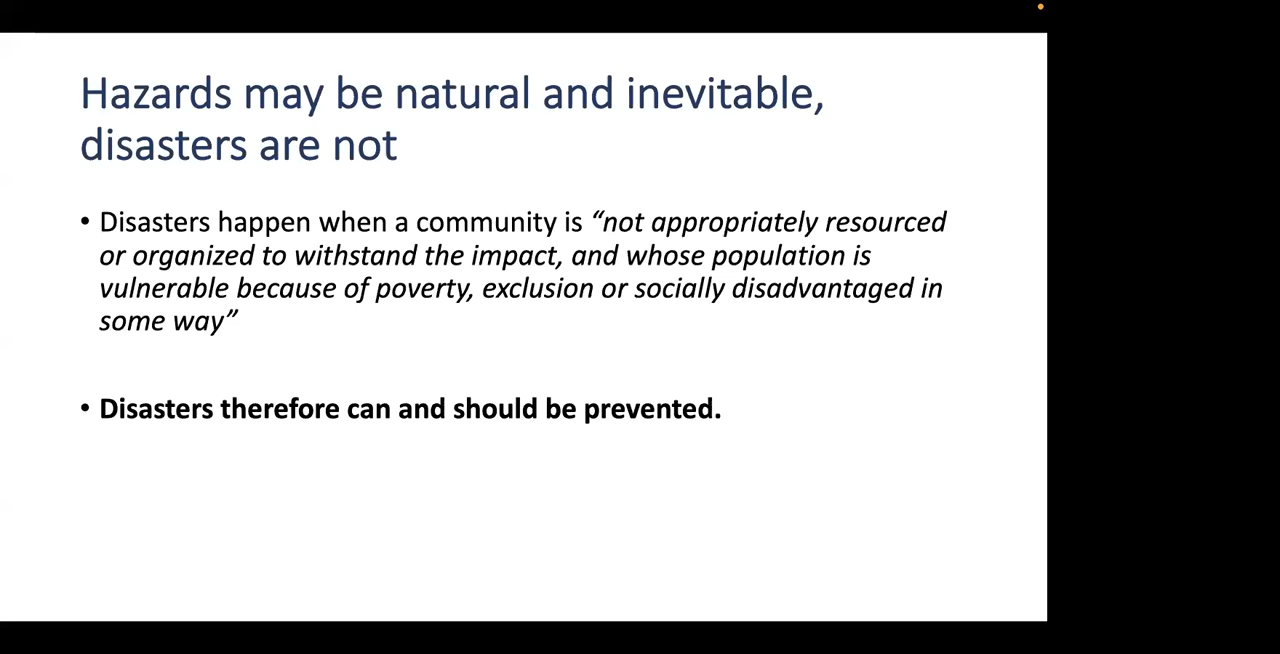 Hazards may be natural and inevitable,
disasters are not
• Disasters happen when a community is “not appropriately resourced
or organized to withstand the impact, and whose population is
vulnerable because of poverty, exclusion or socially disadvantaged in
some way”
• Disasters therefore can and should be prevented.